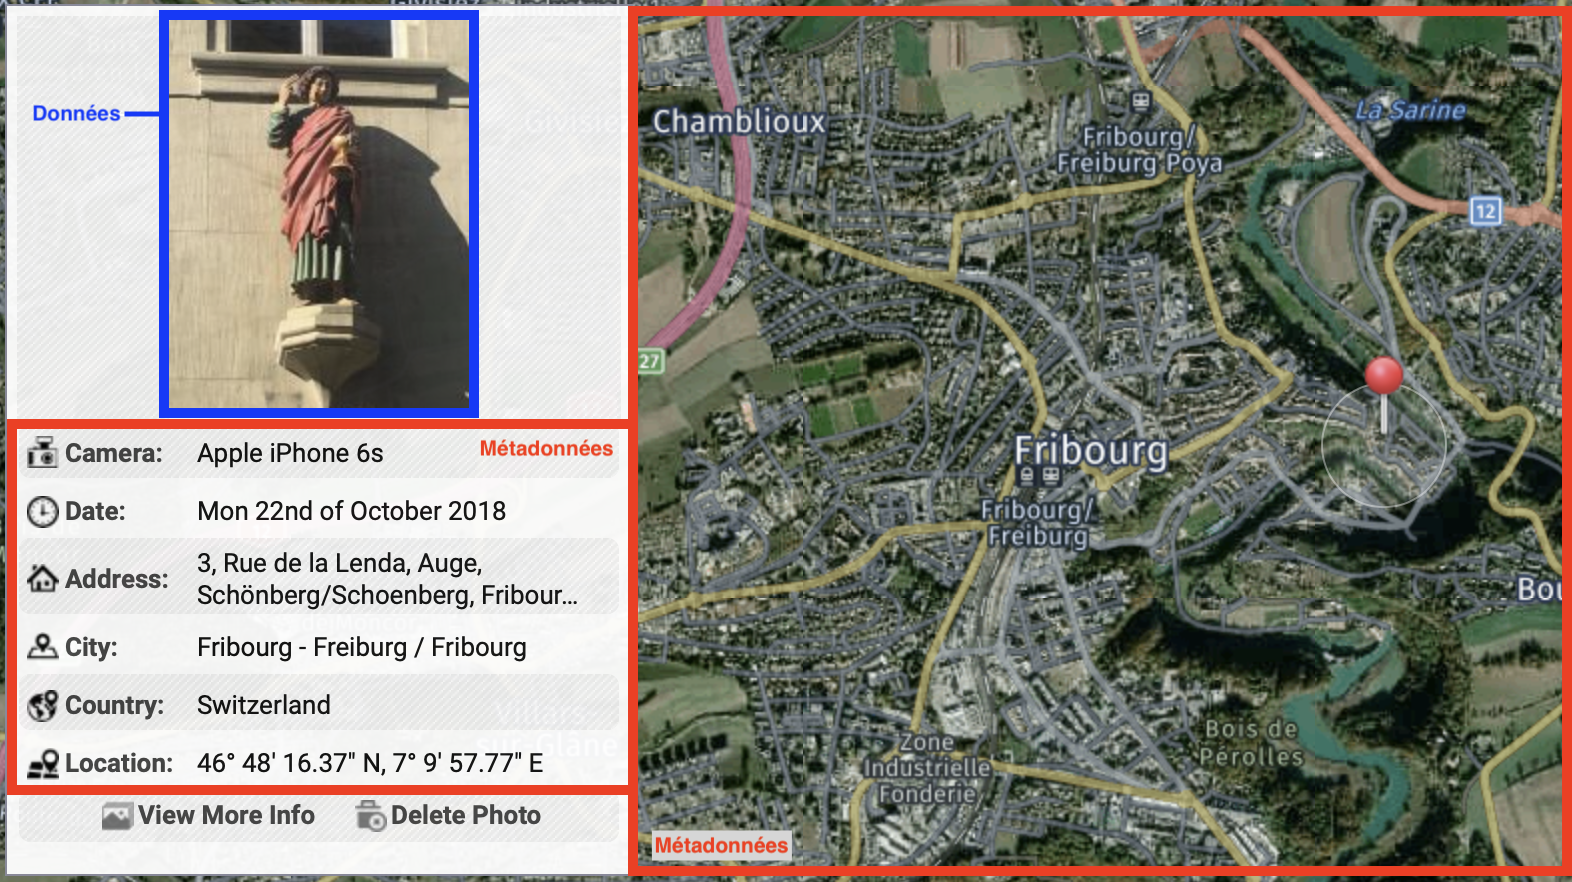 Données
Camera: Apple iPhone 6s
Métadonnées
Date: Mon 22nd of October 2018
Address: 3, Rue de la Lenda, Auge,
Schönberg/Schoenberg, Fribour...
City: Fribourg - Freiburg / Fribourg
Country: Switzerland
Location: 46° 48' 16.37" N, 7° 9' 57.77" E
View More Info
Delete Photo
Chamblioux
Fribourg/
Freiburg Poya
La Sarine
12
27
Fribourg
Fribourg/
Freiburg
Bou
Bois de
Pérolles
Zone
Industrielle
Fonderie
Métadonnées
Villars-
sur-Glâne